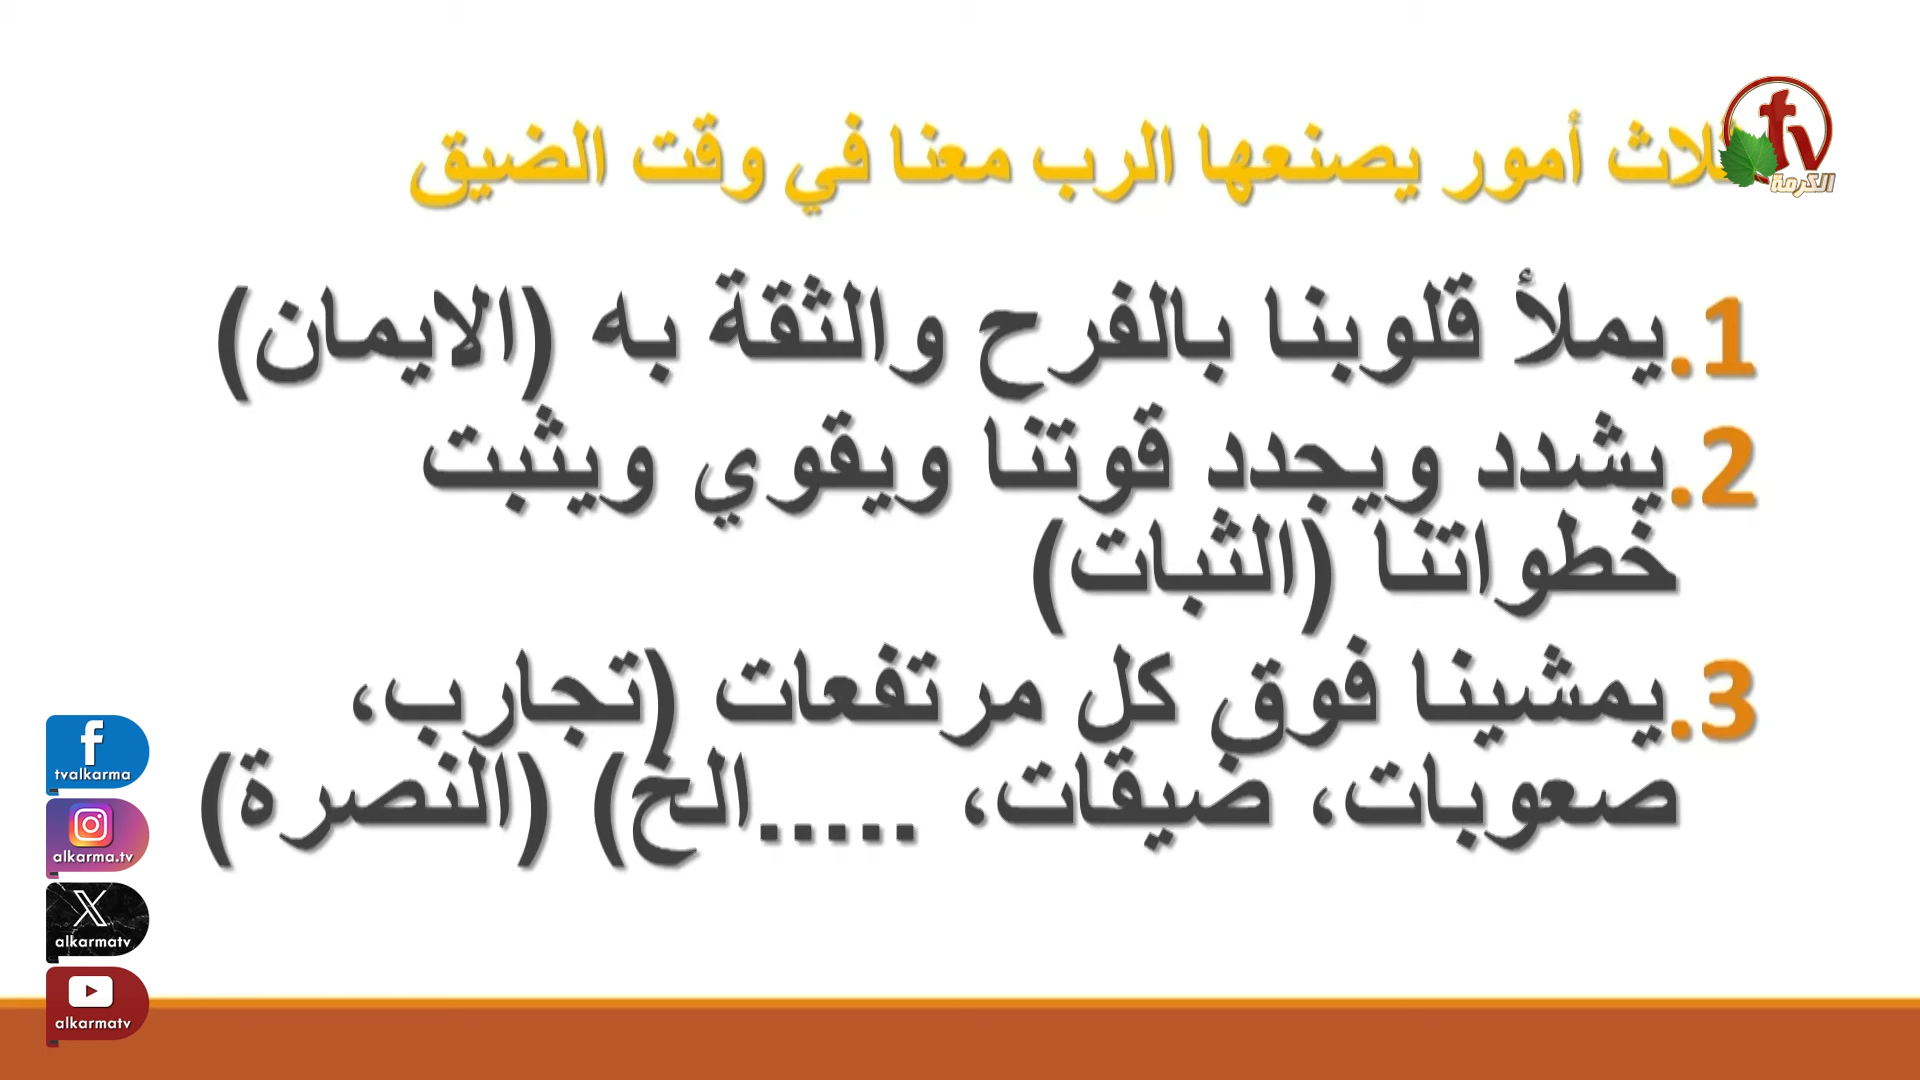 ثلاث أمور يصنعها الرب معنا في وقت الضيق
tv
الكرمة
1. يملأ قلوبنا بالفرح والثقة به (الايمان)
2. يشدد ويجدد قوتنا ويقوي ويثبت
خطواتنا (الثبات)
3. يمشينا فوق كل مرتفعات (تجارب،
صعوبات، ضيقات، .....الخ) (النصرة)
tvalkarma
alkarma.tv
alkarmatv
alkarmatv